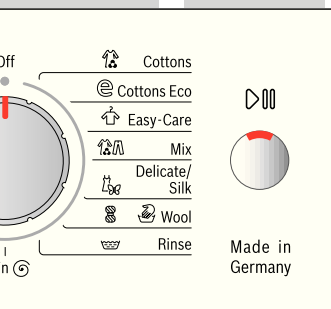 Off
Cottons
Cottons Eco
Easy-Care
Mix
Delicate/
Silk
Wool
Rinse
Made in
Germany